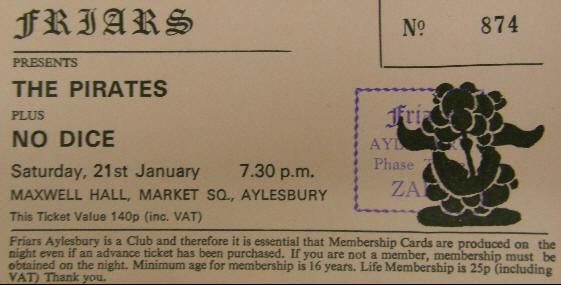 FRIARS
Nº 874
PRESENTS
THE PIRATES
PLUS
NO DICE
Saturday, 21st January 7.30 p.m.
MAXWELL HALL, MARKET SQ., AYLESBURY
This Ticket Value 140p (inc. VAT)
Phase
Friars Aylesbury is a Club and therefore it is essential that Membership Cards are produced on the
night even if an advance ticket has been purchased. If you are not a member, membership must be
obtained on the night. Minimum age for membership is 16 years. Life Membership is 25p (including
VAT) Thank you.